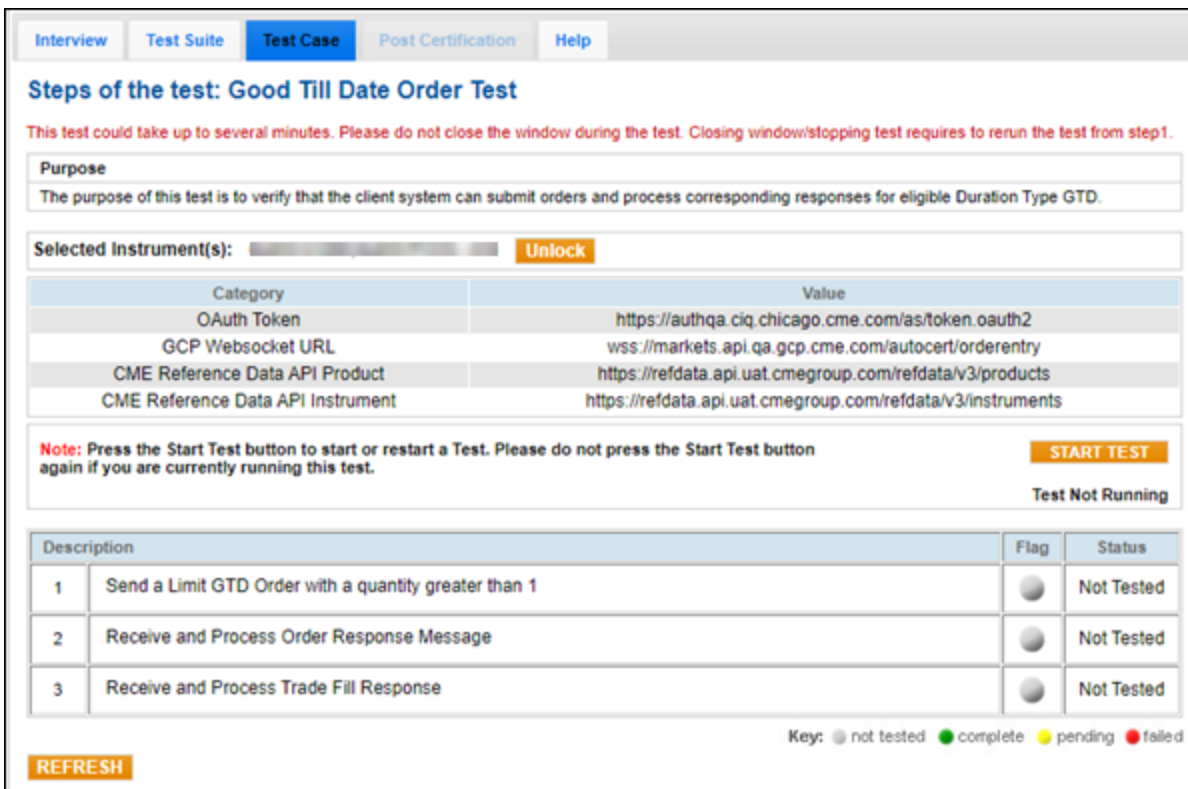 Interview Test Suite Test Case Post Certification Help
Steps of the test: Good Till Date Order Test
This test could take up to several minutes. Please do not close the window during the test. Closing window/stopping test requires to rerun the test from step1.
Purpose
The purpose of this test is to verify that the client system can submit orders and process corresponding responses for eligible Duration Type GTD.
Selected Instrument(s): Unlock
Category Value
OAuth Token https://authqa.ciq.chicago.cme.com/as/token.oauth2
GCP Websocket URL wss://markets.api.qa.gcp.cme.com/autocert/orderentry
CME Reference Data API Product https://refdata.api.uat.cmegroup.com/refdata/v3/products
CME Reference Data API Instrument https://refdata.api.uat.cmegroup.com/refdata/v3/instruments
Note: Press the Start Test button to start or restart a Test. Please do not press the Start Test button
again if you are currently running this test.
START TEST
Test Not Running
Description Flag Status
1 Send a Limit GTD Order with a quantity greater than 1 Not Tested
2 Receive and Process Order Response Message Not Tested
3 Receive and Process Trade Fill Response Not Tested
Key: not tested complete pending failed
REFRESH